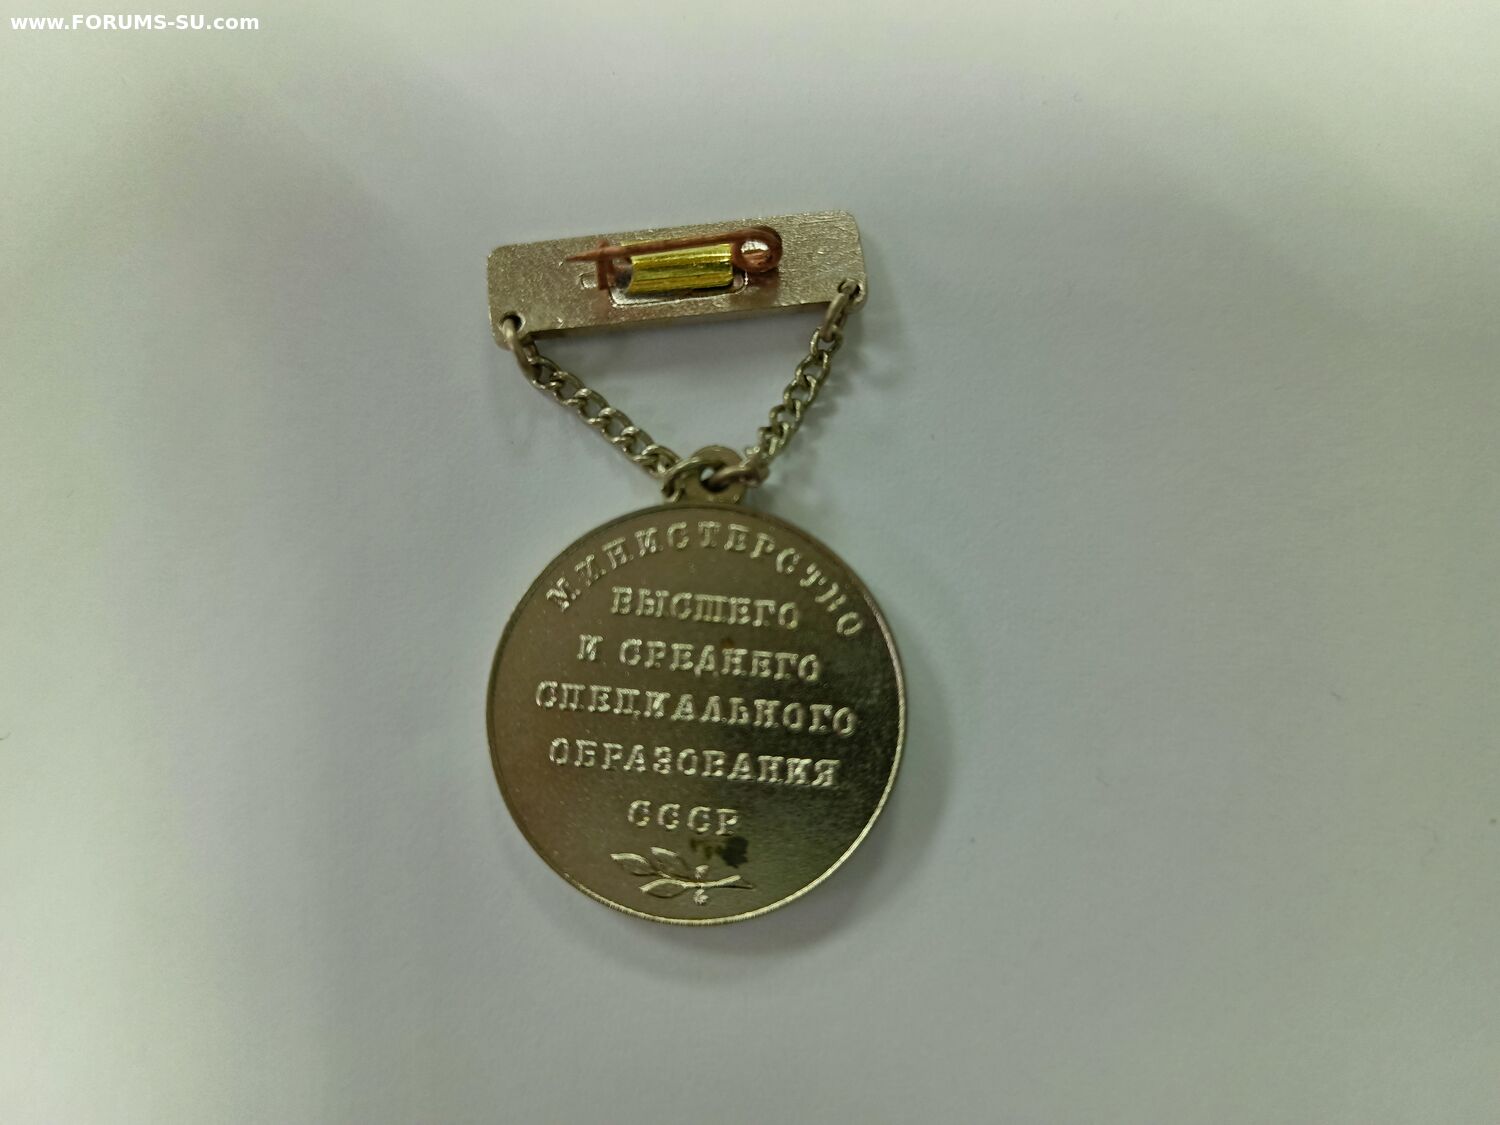 www.FORUMS-SU.com
МИНИСТЕРСТВО
ВЫСШЕГО
И СРЕДНЕГО
СПЕЦИАЛЬНОГО
ОБРАЗОВАНИЯ
СССР